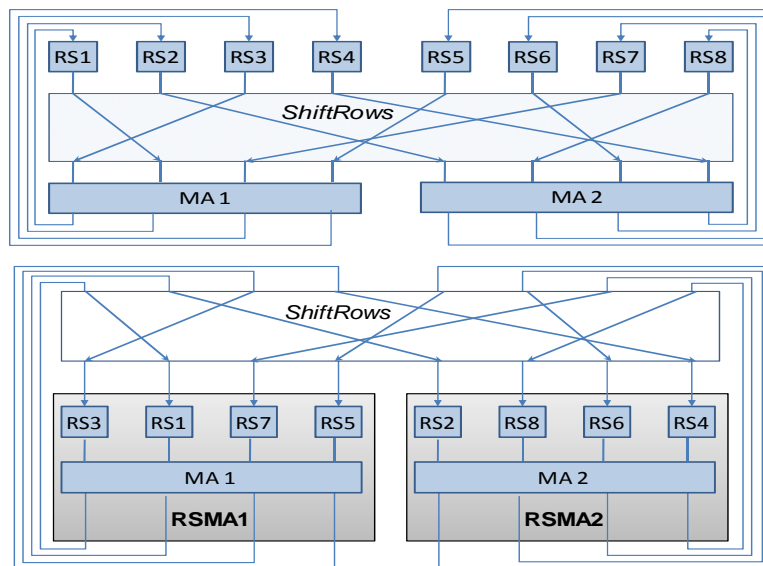 RS1 RS2 RS3 RS4 RS5 RS6 RS7 RS8
ShiftRows
MA 1 MA 2
ShiftRows
RS3 RS1 RS7 RS5 RS2 RS8 RS6 RS4
MA 1 MA 2
RSMA1 RSMA2